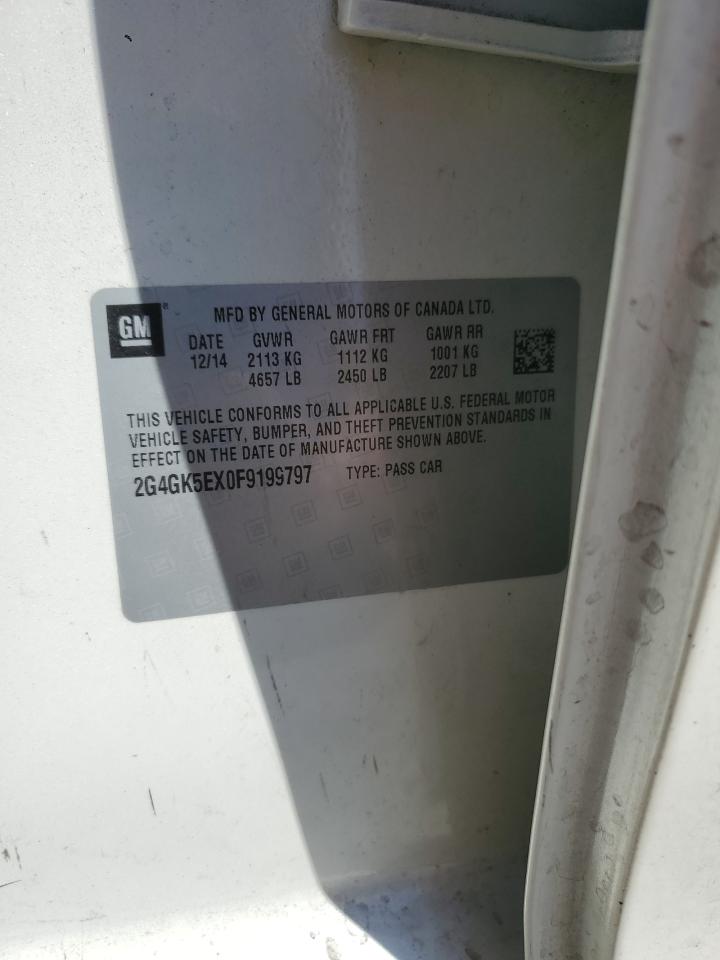 GM ® MFD BY GENERAL MOTORS OF CANADA LTD.
DATE GVWR GAWR FRT GAWR RR
12/14 2113 KG 1112 KG 1001 KG
4657 LB 2450 LB 2207 LB
THIS VEHICLE CONFORMS TO ALL APPLICABLE U.S. FEDERAL MOTOR
VEHICLE SAFETY, BUMPER, AND THEFT PREVENTION STANDARDS IN
EFFECT ON THE DATE OF MANUFACTURE SHOWN ABOVE.
2G4GK5EX0F9199797 TYPE: PASS CAR